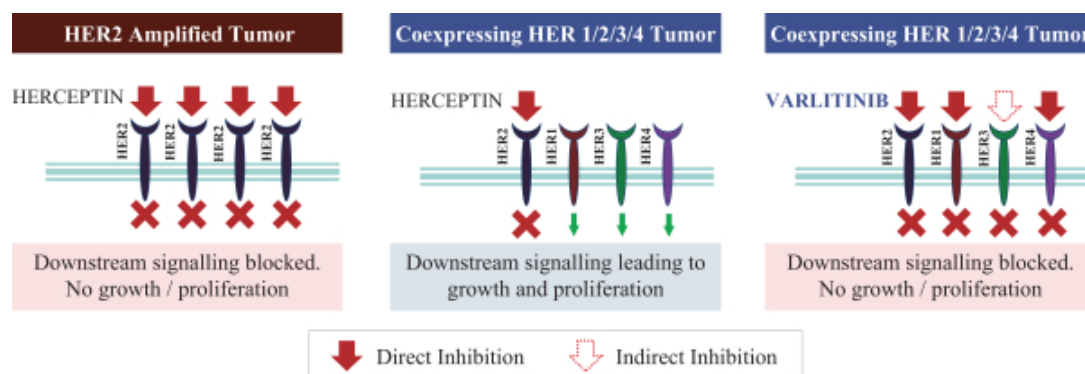 HER2 Amplified Tumor
HERCEPTIN
HER2
HER2
HER2
HER2
Downstream signalling blocked.
No growth / proliferation
Coexpressing HER 1/2/3/4 Tumor
HERCEPTIN
HER2
HER1
HER3
HER4
Downstream signalling leading to
growth and proliferation
Coexpressing HER 1/2/3/4 Tumor
VARLITINIB
HER2
HER1
HER3
HER4
Downstream signalling blocked.
No growth / proliferation
Direct Inhibition
Indirect Inhibition